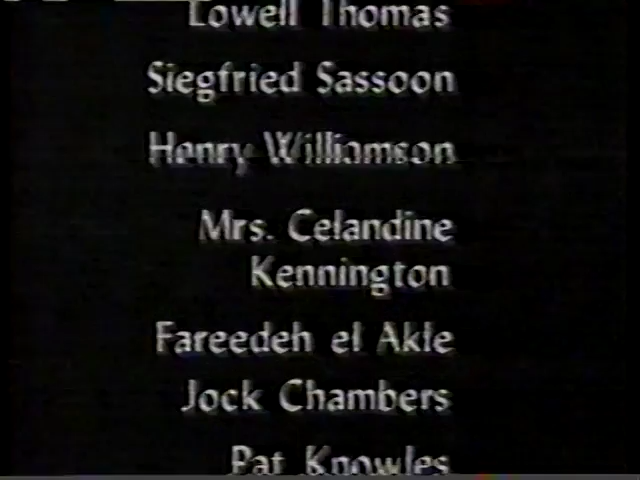 Lowell Thomas
Siegfried Sassoon
Henry Williamson
Mrs. Celandine
Kennington
Fareedeh el Akle
Jock Chambers
Pat Knowles